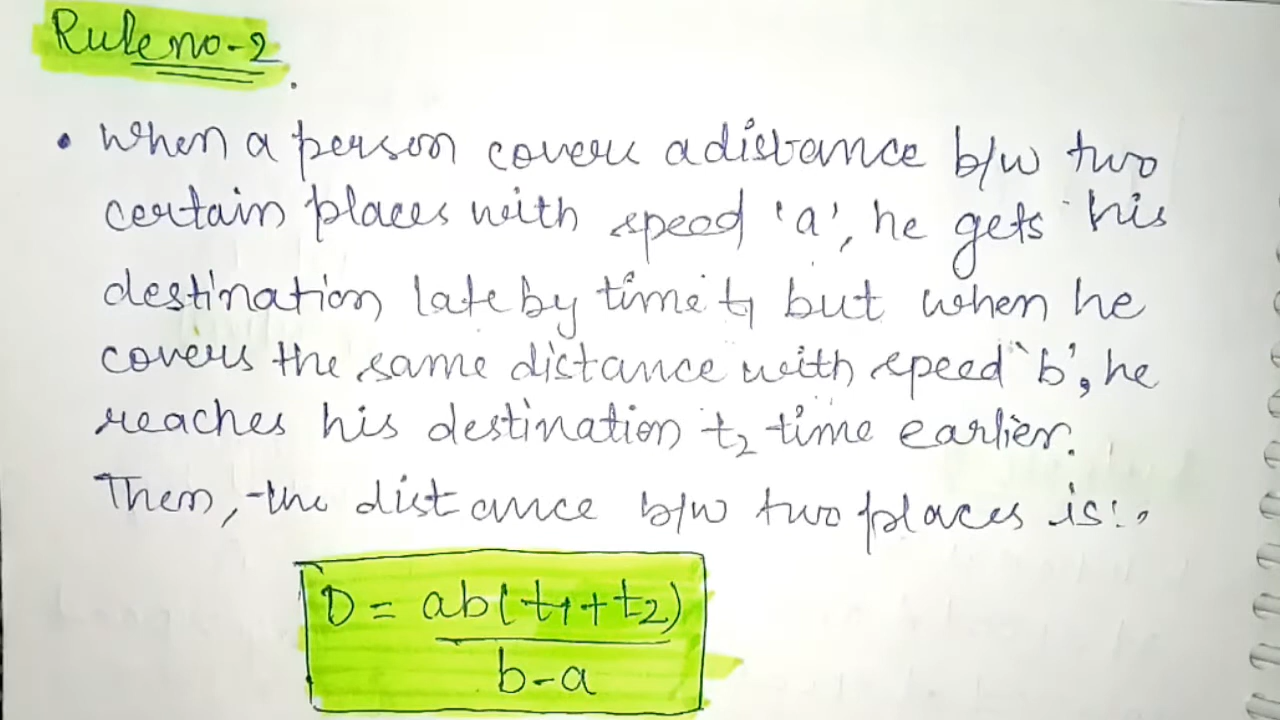 Rule no-2
• When a person covers a distance b/w two
certain places with speed 'a', he gets his
destination late by time t₁ but when he
covers the same distance with speed `b', he
reaches his destination t₂ time earlier.
Then, the distance b/w two places is:.
D = ab(t₁+t₂)
b-a